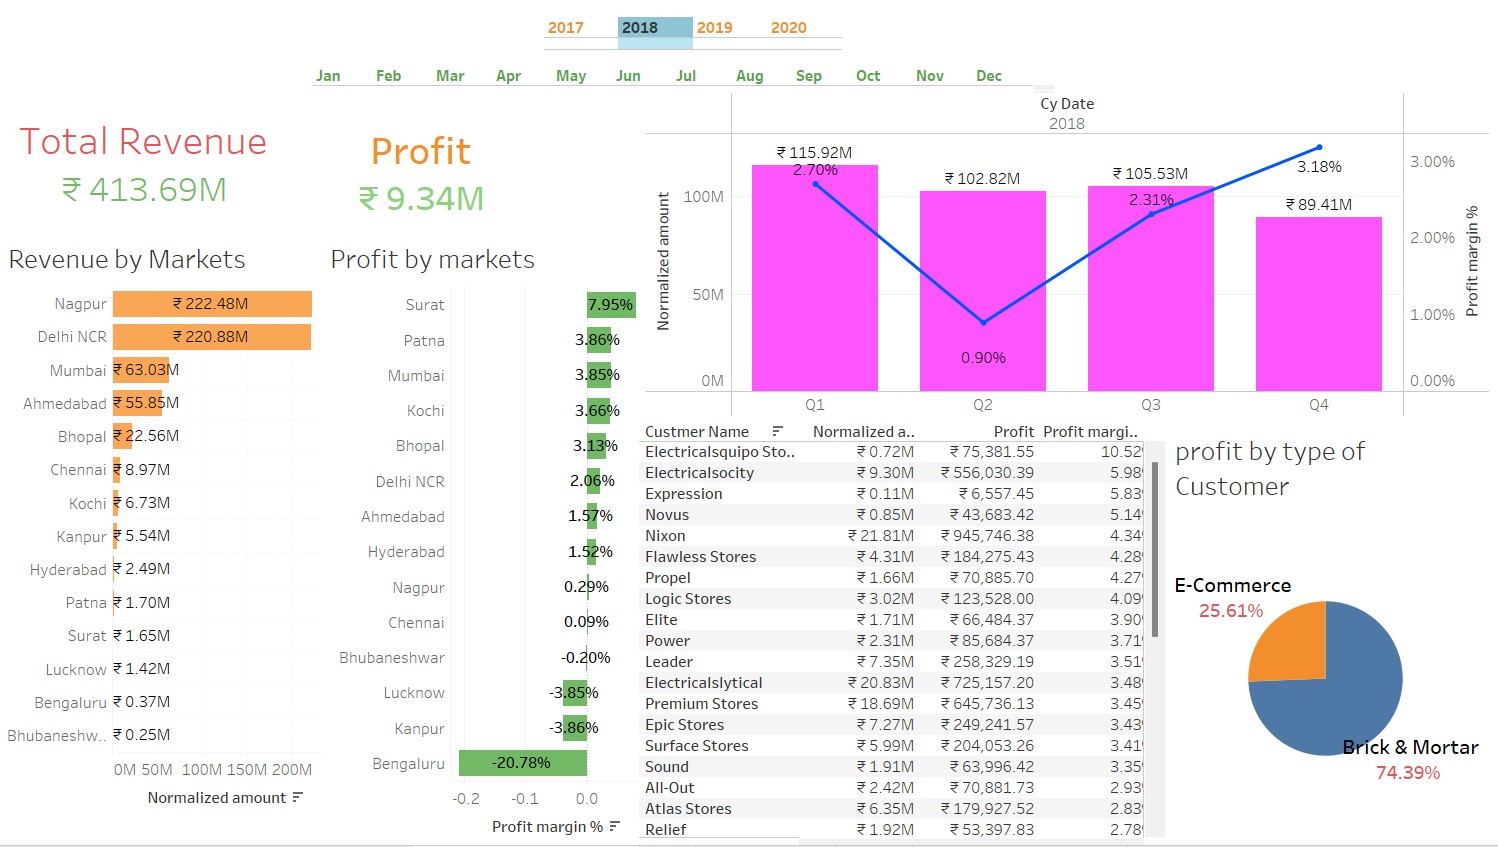 2017 2018 2019 2020
Jan Feb Mar Apr May Jun Jul Aug Sep Oct Nov Dec
Total Revenue
₹ 413.69M
Profit
₹ 9.34M
Revenue by Markets
Nagpur ₹ 222.48M
Delhi NCR ₹ 220.88M
Mumbai ₹ 63.03M
Ahmedabad ₹ 55.85M
Bhopal ₹ 22.56M
Chennai ₹ 8.97M
Kochi ₹ 6.73M
Kanpur ₹ 5.54M
Hyderabad ₹ 2.49M
Patna ₹ 1.70M
Surat ₹ 1.65M
Lucknow ₹ 1.42M
Bengaluru ₹ 0.37M
Bhubaneshw.. ₹ 0.25M
0M 50M 100M 150M 200M
Normalized amount
Profit by markets
Surat 7.95%
Patna 3.86%
Mumbai 3.85%
Kochi 3.66%
Bhopal 3.13%
Delhi NCR 2.06%
Ahmedabad 1.57%
Hyderabad 1.52%
Nagpur 0.29%
Chennai 0.09%
Bhubaneshwar -0.20%
Lucknow -3.85%
Kanpur -3.86%
Bengaluru -20.78%
-0.2 -0.1 0.0
Profit margin %
Cy Date
2018
Normalized amount
100M
50M
0M
₹ 115.92M
2.70%
₹ 102.82M
0.90%
₹ 105.53M
2.31%
₹ 89.41M
3.18%
3.00%
2.00%
1.00%
0.00%
Profit margin %
Q1 Q2 Q3 Q4
Custmer Name Normalized a.. Profit Profit margi..
Electricalsquipo Sto.. ₹ 0.72M ₹ 75,381.55 10.52
Electricalsocity ₹ 9.30M ₹ 556,030.39 5.98
Expression ₹ 0.11M ₹ 6,557.45 5.83
Novus ₹ 0.85M ₹ 43,683.42 5.14
Nixon ₹ 21.81M ₹ 945,746.38 4.34
Flawless Stores ₹ 4.31M ₹ 184,275.43 4.28
Propel ₹ 1.66M ₹ 70,885.70 4.27
Logic Stores ₹ 3.02M ₹ 123,528.00 4.09
Elite ₹ 1.71M ₹ 66,484.37 3.90
Power ₹ 2.31M ₹ 85,684.37 3.71
Leader ₹ 7.35M ₹ 258,329.19 3.51
Electricalslytical ₹ 20.83M ₹ 725,157.20 3.48
Premium Stores ₹ 18.69M ₹ 645,736.13 3.45
Epic Stores ₹ 7.27M ₹ 249,241.57 3.43
Surface Stores ₹ 5.99M ₹ 204,053.26 3.41
Sound ₹ 1.91M ₹ 63,996.42 3.35
All-Out ₹ 2.42M ₹ 70,881.73 2.93
Atlas Stores ₹ 6.35M ₹ 179,927.52 2.83
Relief ₹ 1.92M ₹ 53,397.83 2.78
profit by type of
Customer
E-Commerce
25.61%
Brick & Mortar
74.39%